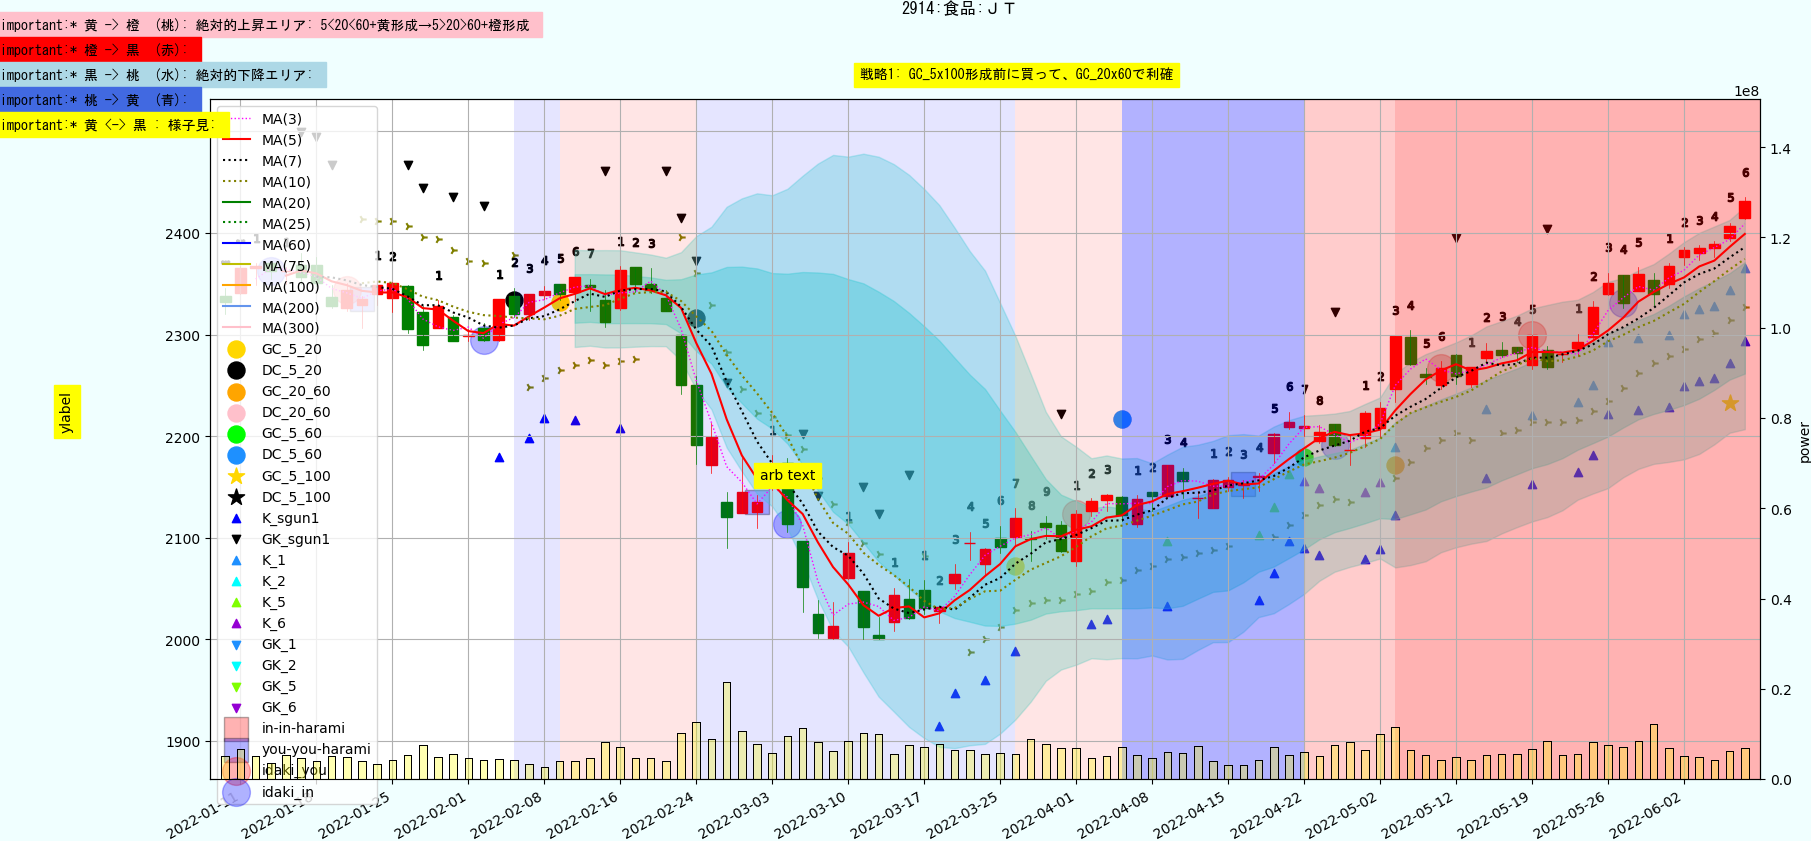 2914:食品:ＪＴ
important:* 黄 -> 橙 (桃): 絶対的上昇エリア: 5<20<60+黄形成→5>20>60+橙形成
important:* 橙 -> 黒 (赤):
important:* 黒 -> 桃 (水): 絶対的下降エリア:
戦略1: GC_5x100形成前に買って、GC_20x60で利確
important:* 桃 -> 黄 (青):
important:* 黄 <-> 黒 : 様子見:
1e8
MA(3)
MA(5)
MA(7)
MA(10)
MA(20)
MA(25)
MA(60)
MA(75)
MA(100)
MA(200)
MA(300)
GC_5_20
DC_5_20
GC_20_60
DC_20_60
GC_5_60
DC_5_60
GC_5_100
DC_5_100
K_sgun1
GK_sgun1
K_1
K_2
K_5
K_6
GK_1
GK_2
GK_5
GK_6
in-in-harami
you-you-harami
idaki_you
idaki_in
arb text
ylabel
2400
2300
2200
2100
2000
1900
power
1.4
1.2
1.0
0.8
0.6
0.4
0.2
0.0
2022-01-25
2022-02-01
2022-02-08
2022-02-16
2022-02-24
2022-03-03
2022-03-10
2022-03-17
2022-03-25
2022-04-01
2022-04-08
2022-04-15
2022-04-22
2022-05-02
2022-05-12
2022-05-19
2022-05-26
2022-06-02